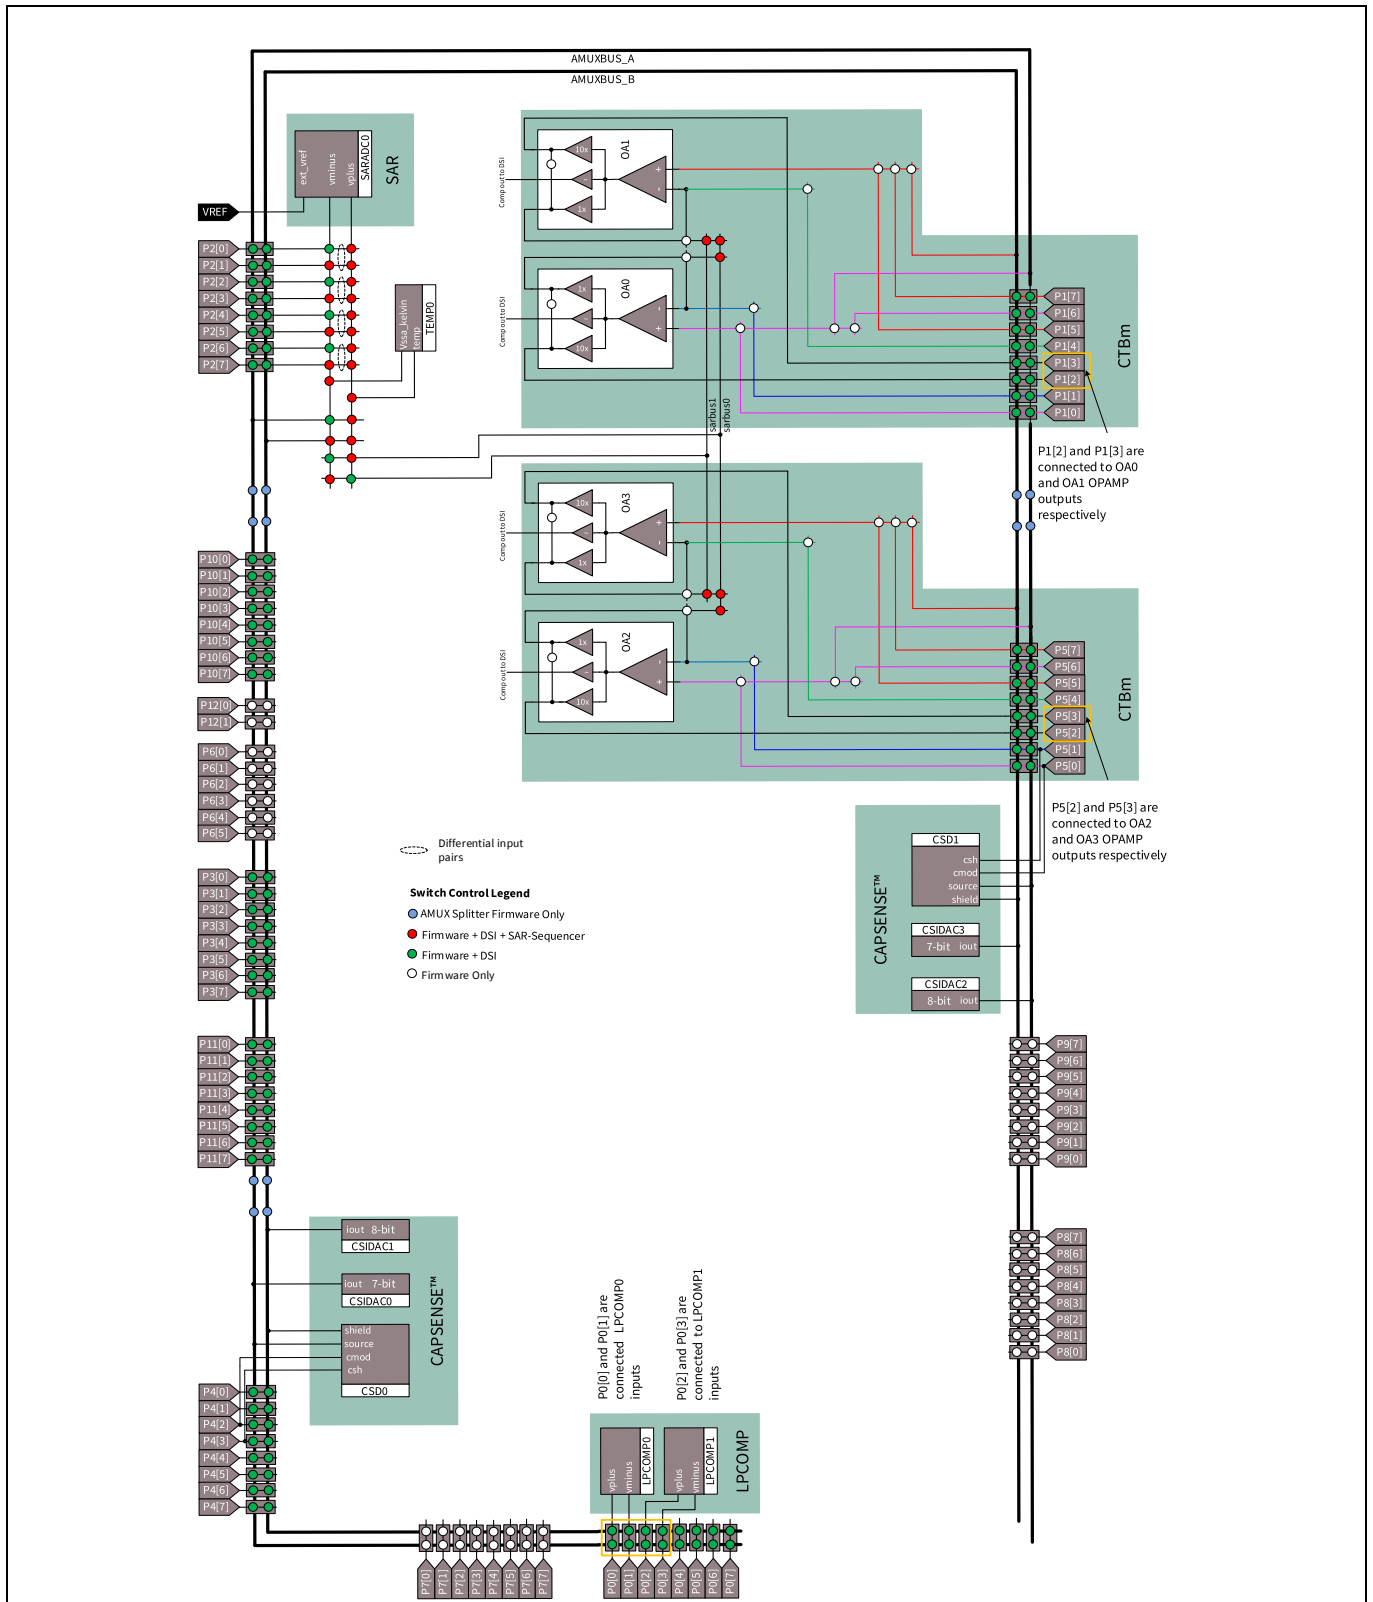 AMUXBUS_A
AMUXBUS_B
SAR
SARADC0
ext_vref
vminus
vplus
VREF
P2[0]
P2[1]
P2[2]
P2[3]
P2[4]
P2[5]
P2[6]
P2[7]
Vssa_kelvin
temp
TEMP0
Comp out to DSI
10x
~
1x
OA1
+
-
Comp out to DSI
1x
~
10x
OA0
-
+
sarbus1
sarbus0
P1[7]
P1[6]
P1[5]
P1[4]
P1[3]
P1[2]
P1[1]
P1[0]
CTBm
P1[2] and P1[3] are
connected to OA0
and OA1 OPAMP
outputs
respectively
Comp out to DSI
10x
~
1x
OA3
+
-
Comp out to DSI
1x
~
10x
OA2
-
+
P5[7]
P5[6]
P5[5]
P5[4]
P5[3]
P5[2]
P5[1]
P5[0]
CTBm
P5[2] and P5[3] are
connected to OA2
and OA3 OPAMP
outputs respectively
P10[0]
P10[1]
P10[2]
P10[3]
P10[4]
P10[5]
P10[6]
P10[7]
P12[0]
P12[1]
P6[0]
P6[1]
P6[2]
P6[3]
P6[4]
P6[5]
P3[0]
P3[1]
P3[2]
P3[3]
P3[4]
P3[5]
P3[6]
P3[7]
Differential input
pairs
Switch Control Legend
AMUX Splitter Firmware Only
Firmware + DSI + SAR-Sequencer
Firmware + DSI
Firmware Only
CAPSENSE™
CSD1
csh
cmod
source
shield
CSIDAC3
7-bit iout
CSIDAC2
8-bit iout
P11[0]
P11[1]
P11[2]
P11[3]
P11[4]
P11[5]
P11[6]
P11[7]
P9[7]
P9[6]
P9[5]
P9[4]
P9[3]
P9[2]
P9[1]
P9[0]
P8[7]
P8[6]
P8[5]
P8[4]
P8[3]
P8[2]
P8[1]
P8[0]
iout 8-bit
CSIDAC1
iout 7-bit
CSIDAC0
shield
source
cmod
csh
CSD0
CAPSENSE™
P4[0]
P4[1]
P4[2]
P4[3]
P4[4]
P4[5]
P4[6]
P4[7]
P0[0] and P0[1] are
connected LPCOMP0
inputs
P0[2] and P0[3] are
connected to LPCOMP1
inputs
vplus
vminus
LPCOMP0
vplus
vminus
LPCOMP1
LPCOMP
P7[0]
P7[1]
P7[2]
P7[3]
P7[4]
P7[5]
P7[6]
P7[7]
P0[0]
P0[1]
P0[2]
P0[3]
P0[4]
P0[5]
P0[6]
P0[7]